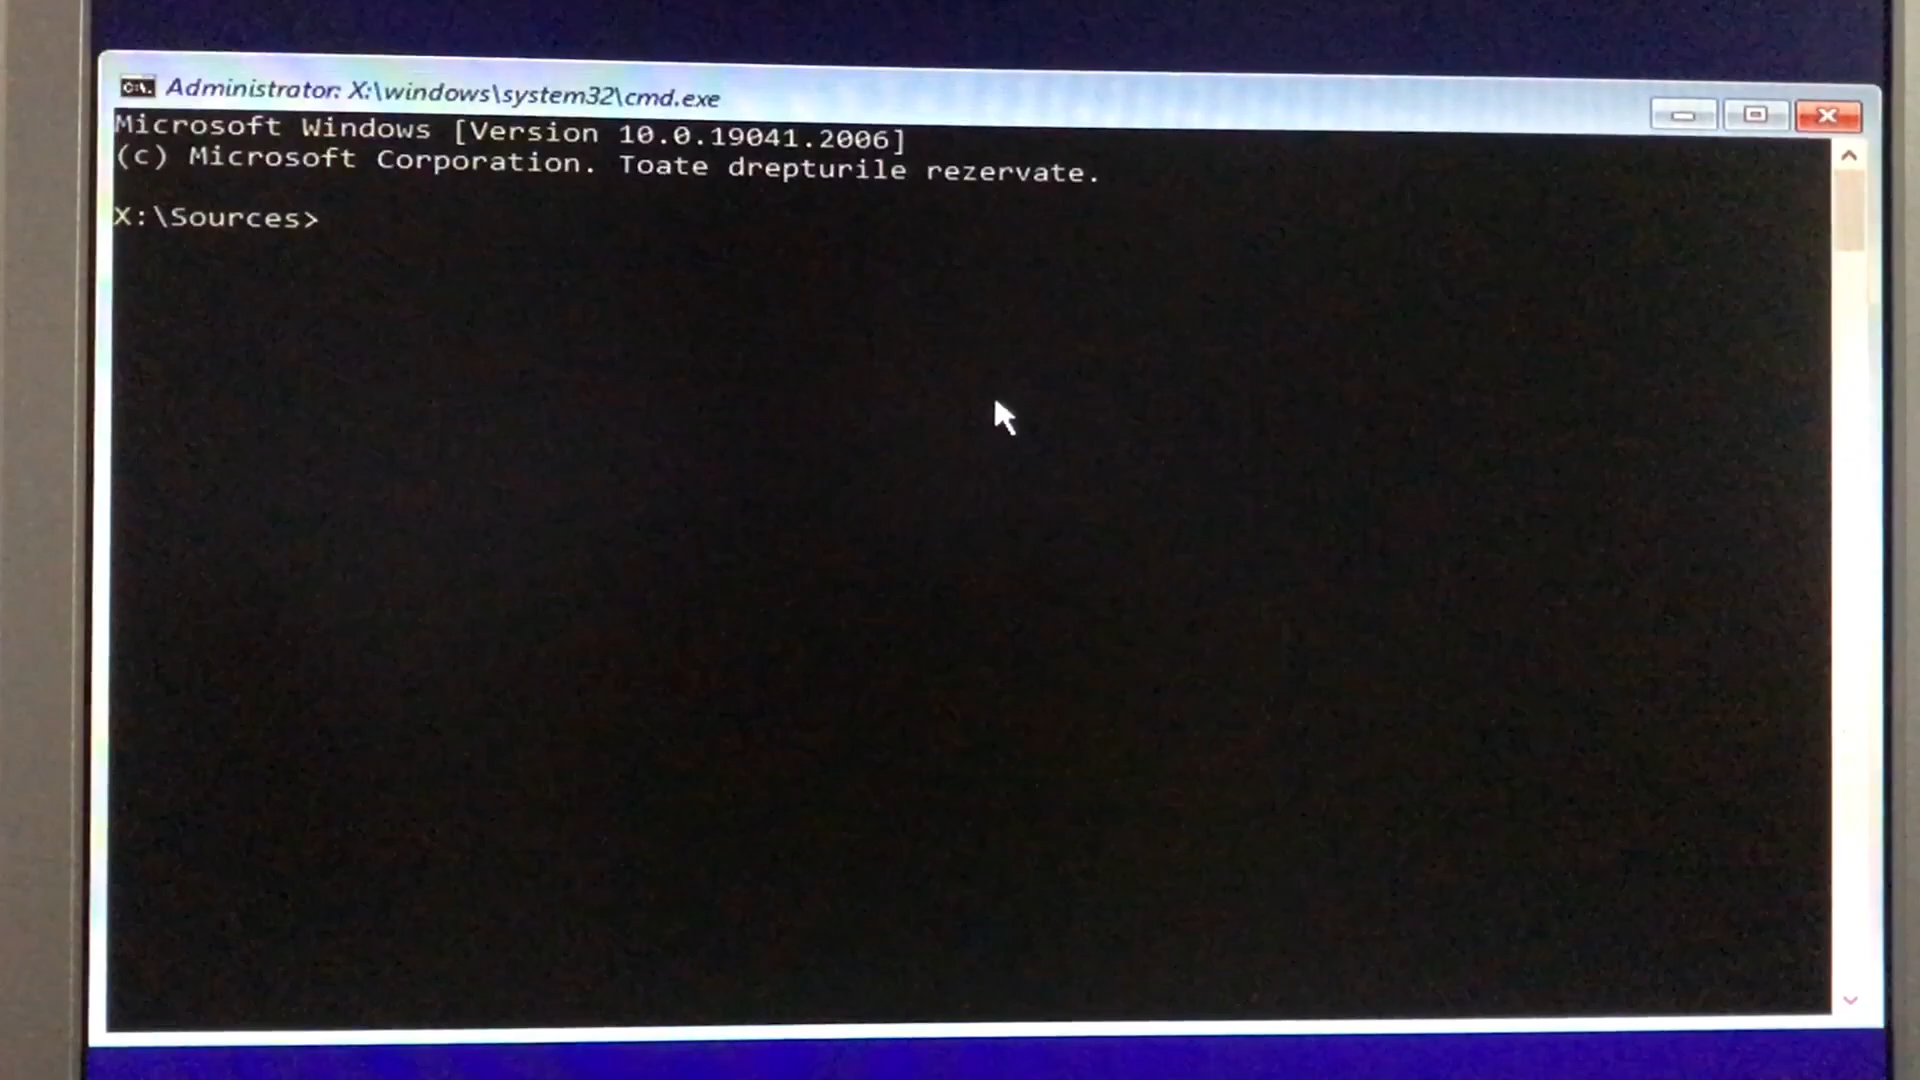 Administrator: X:\windows\system32\cmd.exe
Microsoft Windows [Version 10.0.19041.2006]
(c) Microsoft Corporation. Toate drepturile rezervate.
X:\Sources>